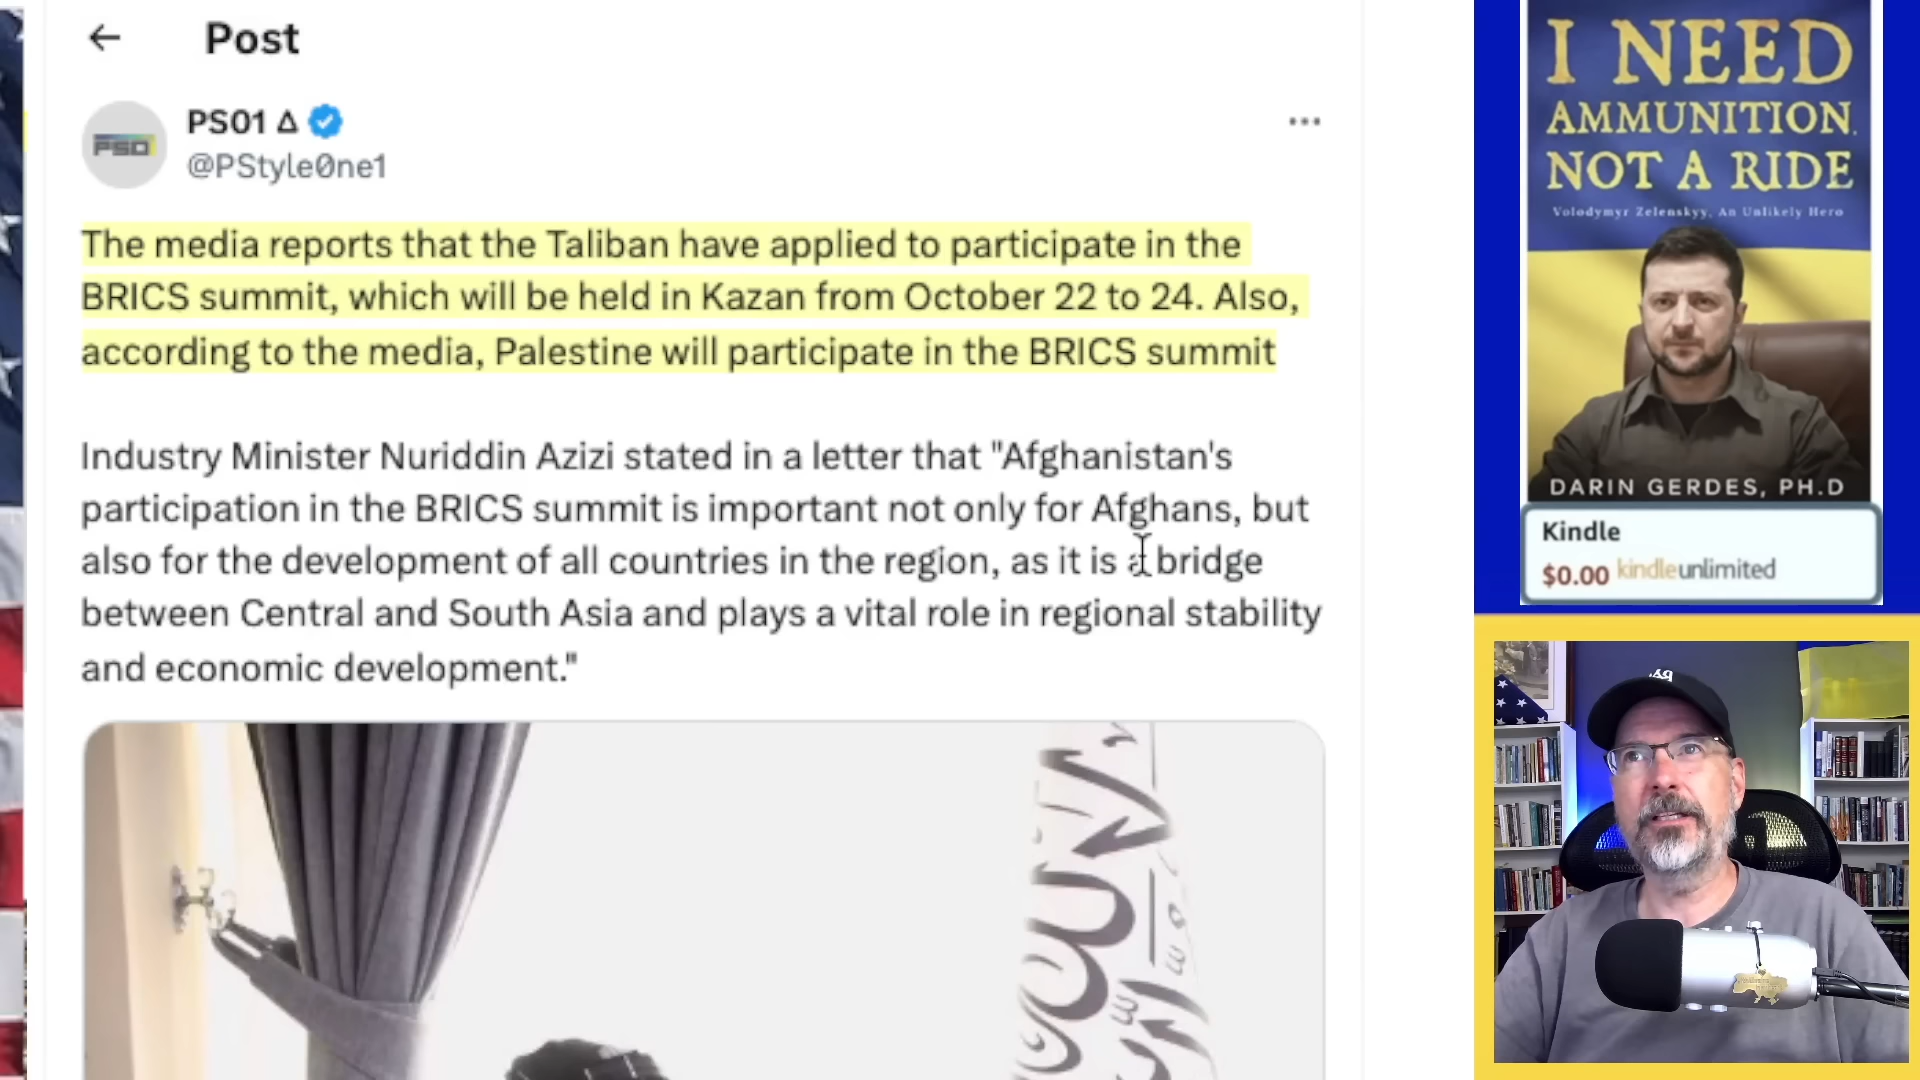 Post
PS01 Δ
@PStyle0ne1
The media reports that the Taliban have applied to participate in the
BRICS summit, which will be held in Kazan from October 22 to 24. Also,
according to the media, Palestine will participate in the BRICS summit
Industry Minister Nuriddin Azizi stated in a letter that "Afghanistan's
participation in the BRICS summit is important not only for Afghans, but
also for the development of all countries in the region, as it is a bridge
between Central and South Asia and plays a vital role in regional stability
and economic development."
I NEED
AMMUNITION,
NOT A RIDE
Volodymyr Zelenskyy, An Unlikely Hero
DARIN GERDES, PH.D
Kindle
$0.00 kindleunlimited